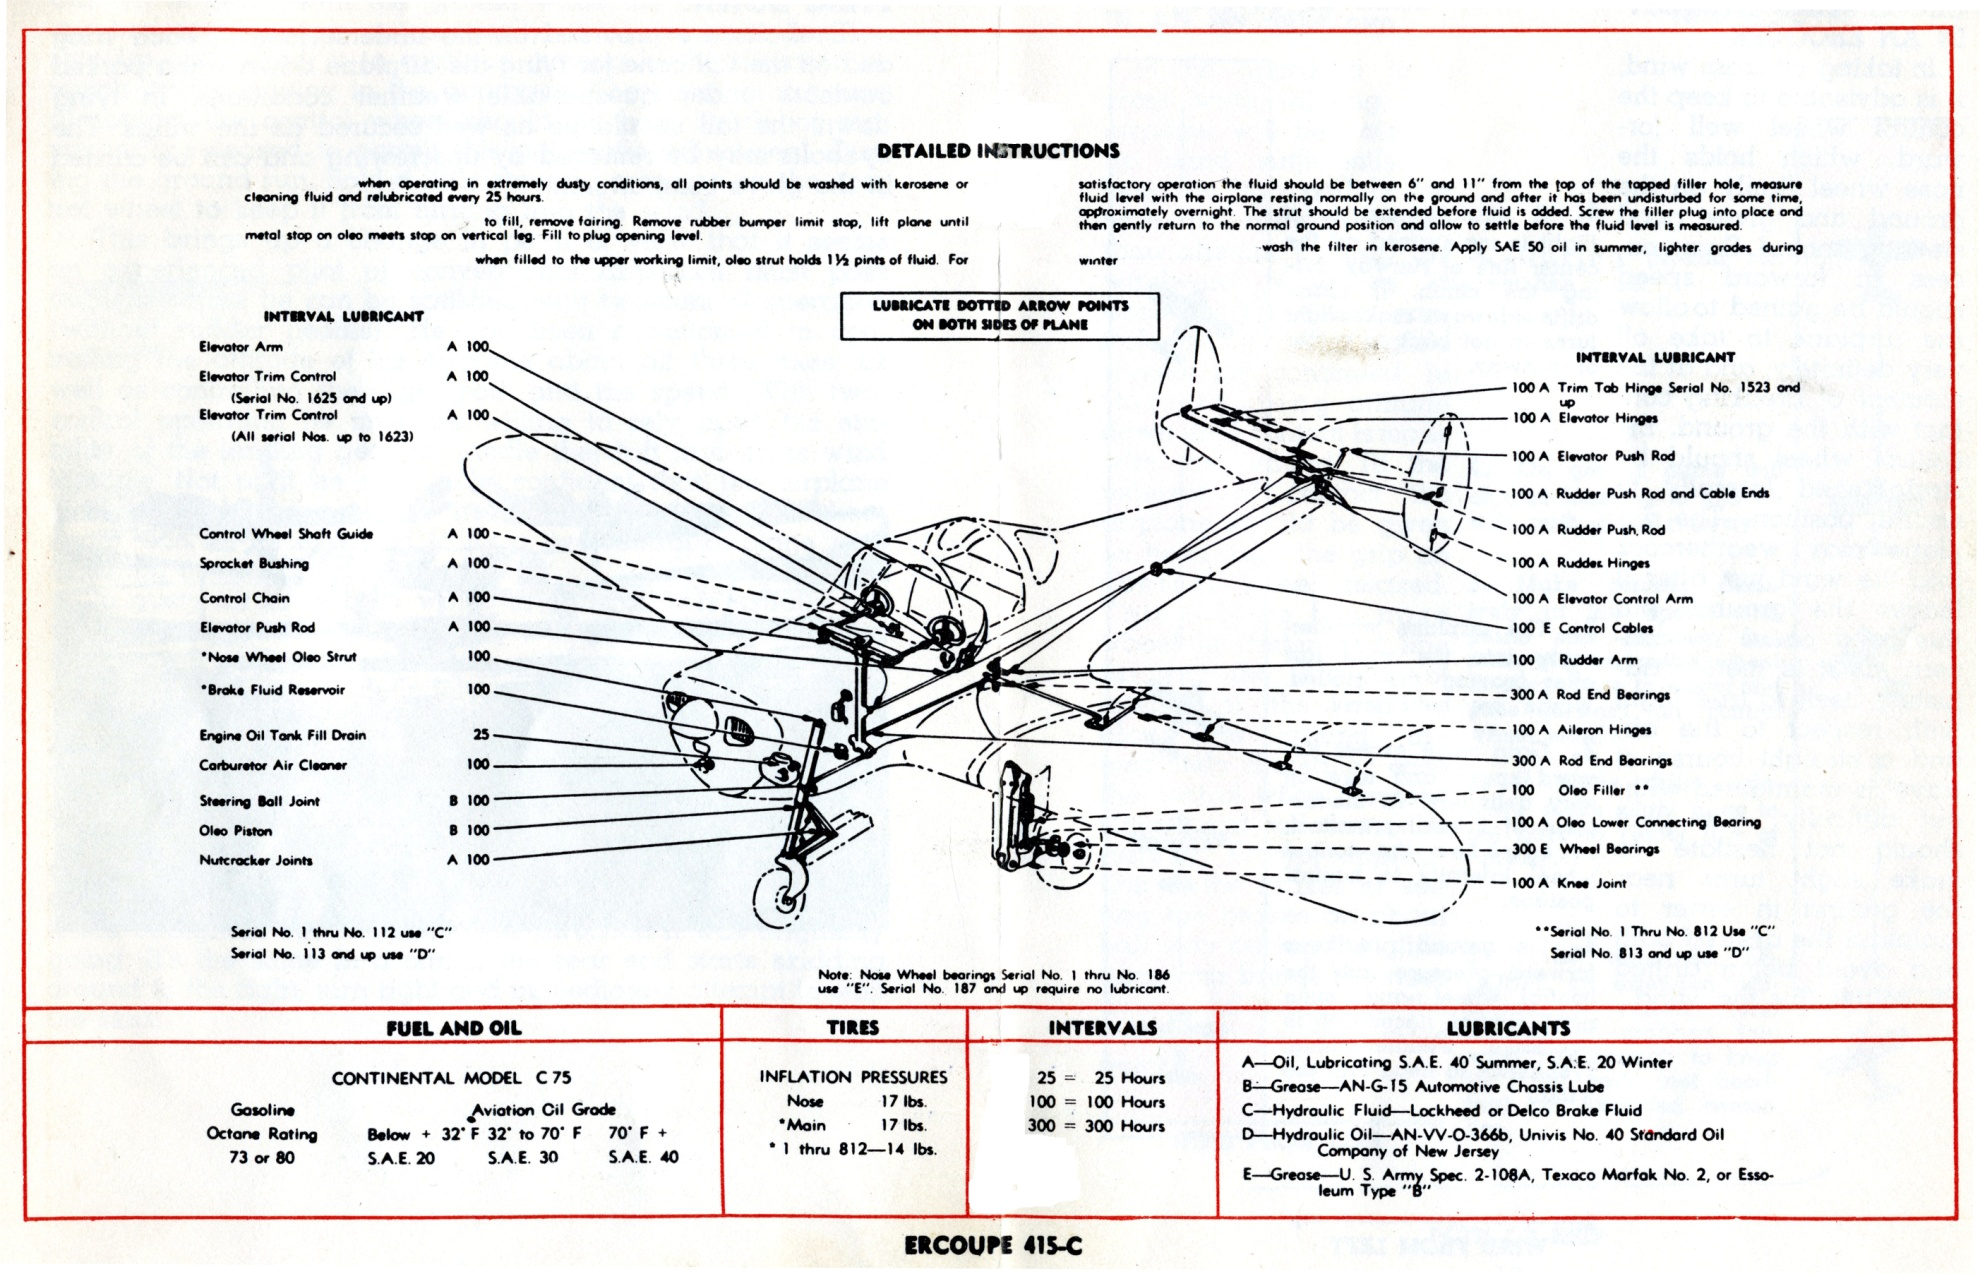 DETAILED INSTRUCTIONS
when operating in extremely dusty conditions, all points should be washed with kerosene or
cleaning fluid and relubricated every 25 hours.
to fill, remove fairing. Remove rubber bumper limit stop, lift plane until
metal stop on oleo meets stop on vertical leg. Fill to plug opening level.
when filled to the upper working limit, oleo strut holds 1½ pints of fluid. For
satisfactory operation the fluid should be between 6" and 11" from the top of the tapped filler hole, measure
fluid level with the airplane resting normally on the ground and after it has been undisturbed for some time,
approximately overnight. The strut should be extended before fluid is added. Screw the filler plug into place and
then gently return to the normal ground position and allow to settle before the fluid level is measured.
wash the filter in kerosene. Apply SAE 50 oil in summer, lighter grades during
winter
LUBRICATE DOTTED ARROW POINTS
ON BOTH SIDES OF PLANE
INTERVAL LUBRICANT
Elevator Arm A 100
Elevator Trim Control A 100
(Serial No. 1625 and up)
Elevator Trim Control A 100
(All serial Nos. up to 1623)
Control Wheel Shaft Guide A 100
Sprocket Bushing A 100
Control Chain A 100
Elevator Push Rod A 100
*Nose Wheel Oleo Strut 100
*Brake Fluid Reservoir 100
Engine Oil Tank Fill Drain 25
Carburetor Air Cleaner 100
Steering Ball Joint B 100
Oleo Piston B 100
Nutcracker Joints A 100
Serial No. 1 thru No. 112 use "C"
Serial No. 113 and up use "D"
INTERVAL LUBRICANT
100 A Trim Tab Hinge Serial No. 1523 and
up
100 A Elevator Hinges
100 A Elevator Push Rod
100 A Rudder Push Rod and Cable Ends
100 A Rudder Push Rod
100 A Rudder Hinges
100 A Elevator Control Arm
100 E Control Cables
100 Rudder Arm
300 A Rod End Bearings
100 A Aileron Hinges
300 A Rod End Bearings
100 Oleo Filler **
100 A Oleo Lower Connecting Bearing
300 E Wheel Bearings
100 A Knee Joint
**Serial No. 1 Thru No. 812 Use "C"
Serial No. 813 and up use "D"
Note: Nose Wheel bearings Serial No. 1 thru No. 186
use "E". Serial No. 187 and up require no lubricant.
FUEL AND OIL
CONTINENTAL MODEL C75
Gasoline Aviation Oil Grade
Octane Rating Below + 32° F 32° to 70° F 70° F +
73 or 80 S.A.E. 20 S.A.E. 30 S.A.E. 40
TIRES
INFLATION PRESSURES
Nose 17 lbs.
*Main 17 lbs.
* 1 thru 812—14 lbs.
INTERVALS
25 = 25 Hours
100 = 100 Hours
300 = 300 Hours
LUBRICANTS
A—Oil, Lubricating S.A.E. 40 Summer, S.A.E. 20 Winter
B—Grease—AN-G-15 Automotive Chassis Lube
C—Hydraulic Fluid—Lockheed or Delco Brake Fluid
D—Hydraulic Oil—AN-VV-O-366b, Univis No. 40 Standard Oil
Company of New Jersey
E—Grease—U. S. Army Spec. 2-108A, Texaco Marfak No. 2, or Esso-
leum Type "B"
ERCOUPE 415-C